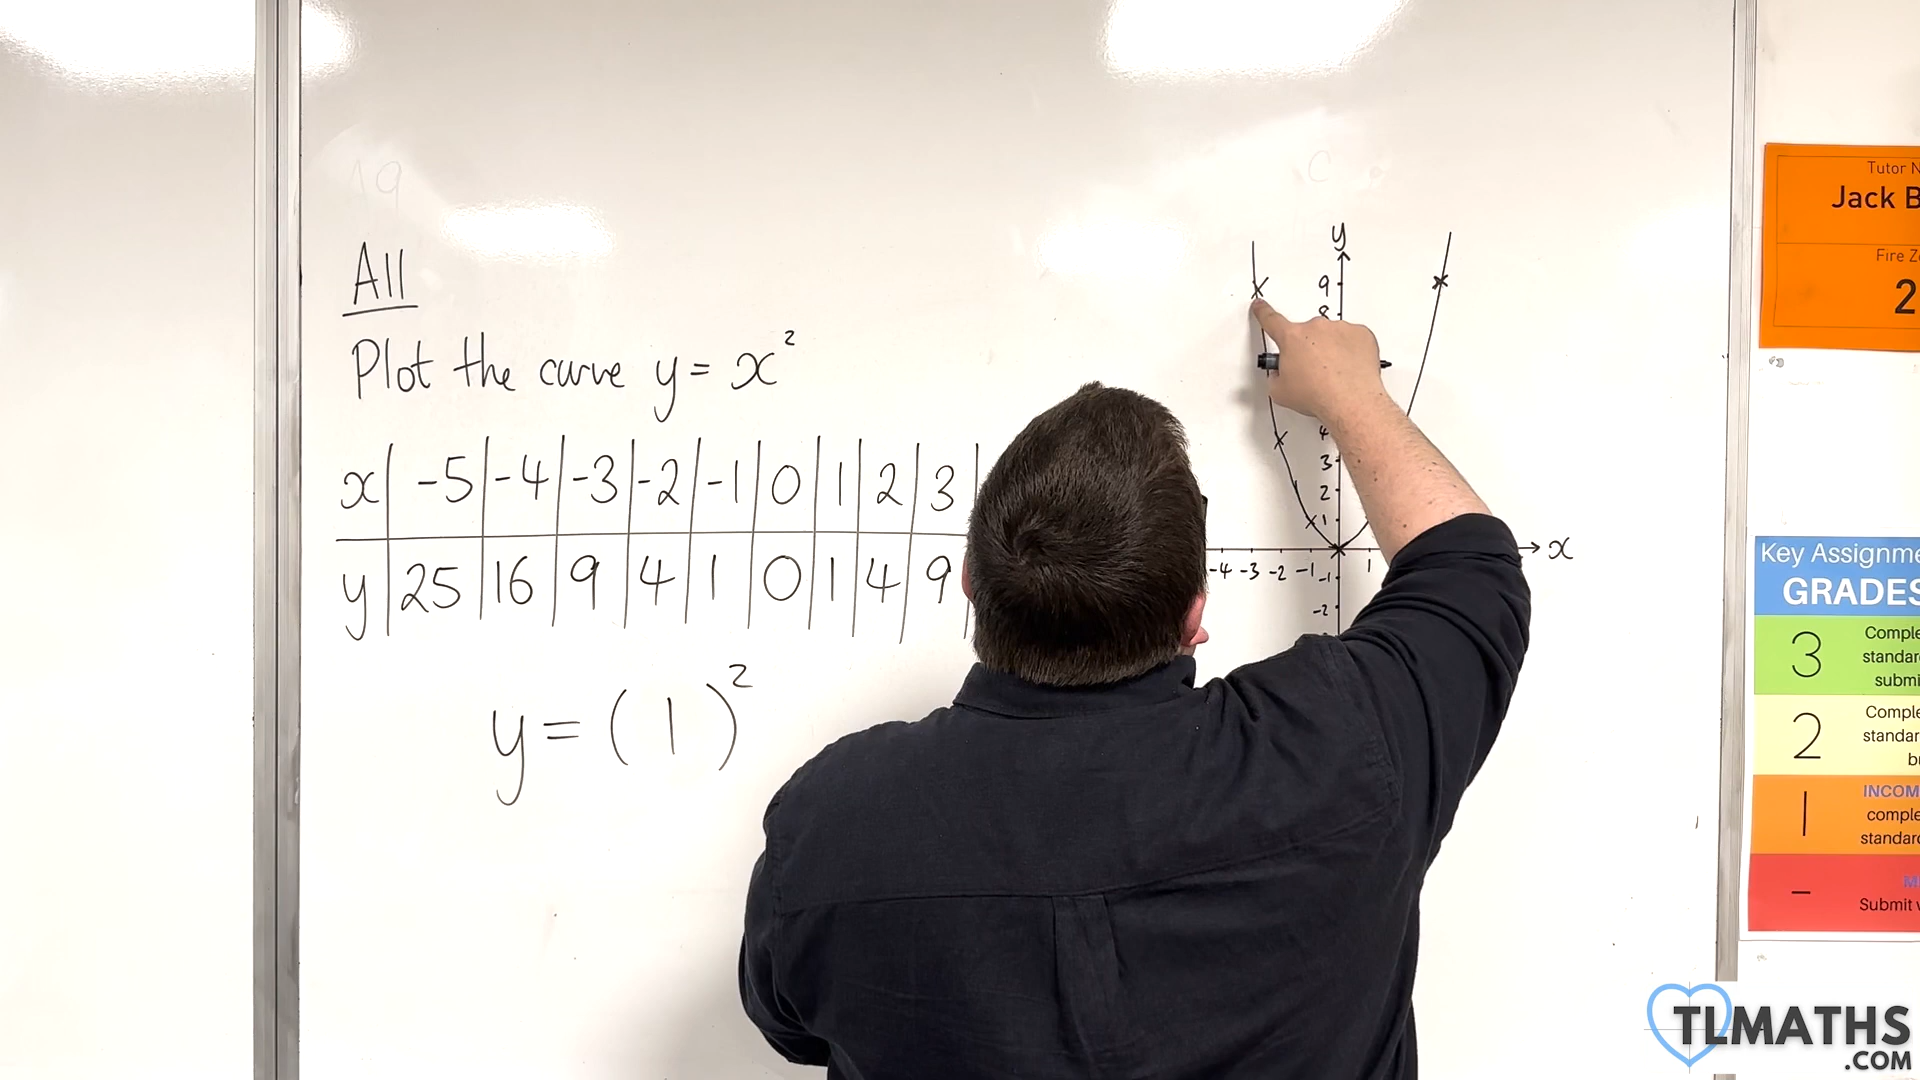 All
Plot the curve y = x²
x | -5 | -4 | -3 | -2 | -1 | 0 | 1 | 2 | 3
y | 25 | 16 | 9 | 4 | 1 | 0 | 1 | 4 | 9
y = ( 1 )²
y
9
8
4
3
2
1
-4 -3 -2 -1 1 x
-1
-2
Tutor N
Jack B
Fire Z
2
Key Assignme
GRADES
3 Comple
standar
submi
2 Comple
standar
bu
1 INCOM
comple
standar
- M
Submit w
TLMATHS
.COM